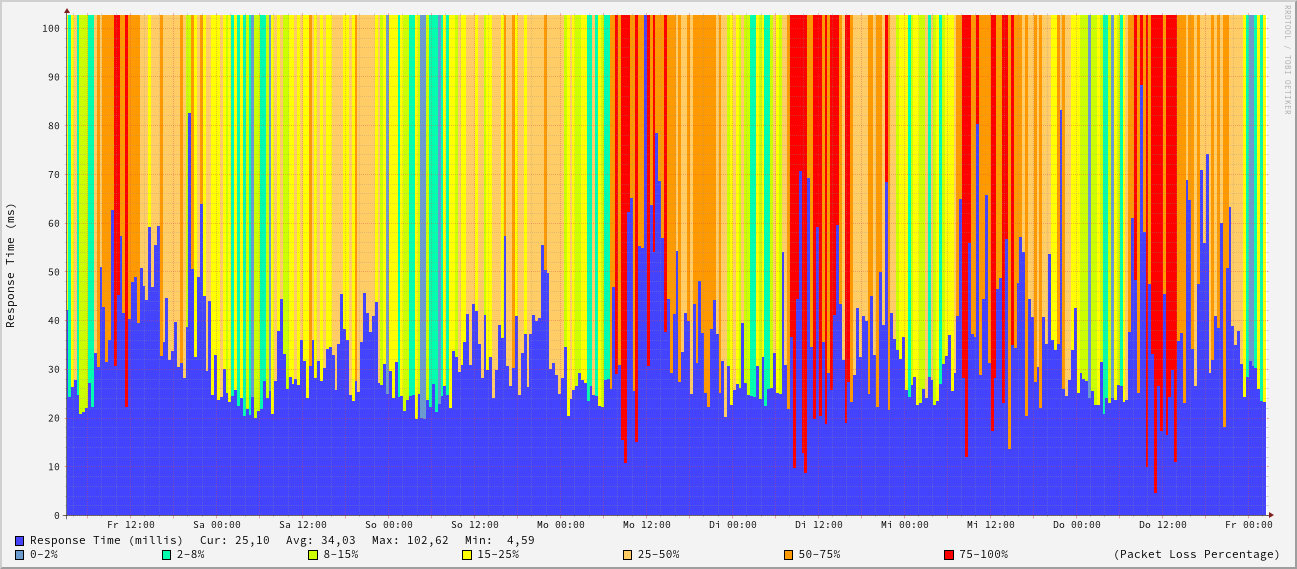 RRDTOOL / TOBI OETIKER
Response Time (ms)
100
90
80
70
60
50
40
30
20
10
0
Fr 12:00 Sa 00:00 Sa 12:00 So 00:00 So 12:00 Mo 00:00 Mo 12:00 Di 00:00 Di 12:00 Mi 00:00 Mi 12:00 Do 00:00 Do 12:00 Fr 00:00
Response Time (millis) Cur: 25,10 Avg: 34,03 Max: 102,62 Min: 4,59
0-2% 2-8% 8-15% 15-25% 25-50% 50-75% 75-100% (Packet Loss Percentage)